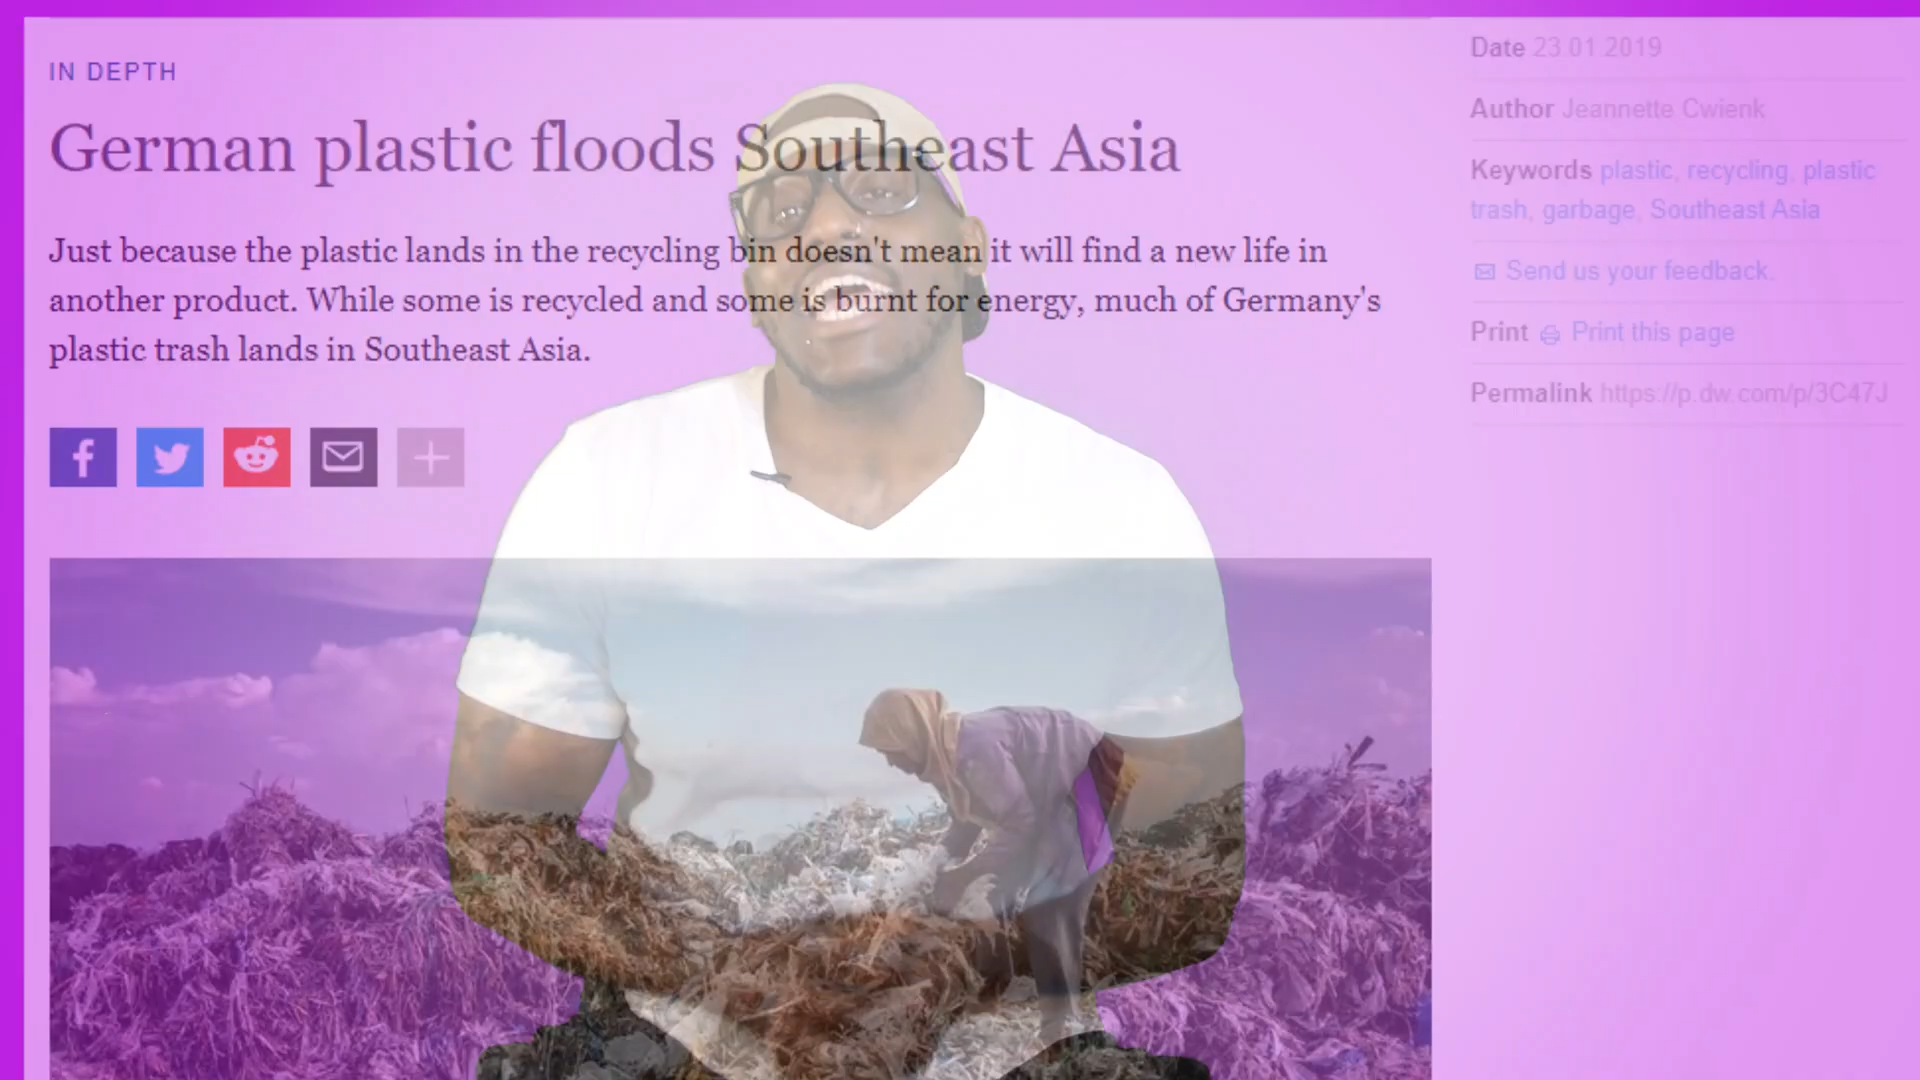 IN DEPTH
German plastic floods Southeast Asia
Just because the plastic lands in the recycling bin doesn't mean it will find a new life in
another product. While some is recycled and some is burnt for energy, much of Germany's
plastic trash lands in Southeast Asia.
Date 23.01.2019
Author Jeannette Cwienk
Keywords plastic, recycling, plastic
trash, garbage, Southeast Asia
Send us your feedback.
Print Print this page
Permalink https://p.dw.com/p/3C47J